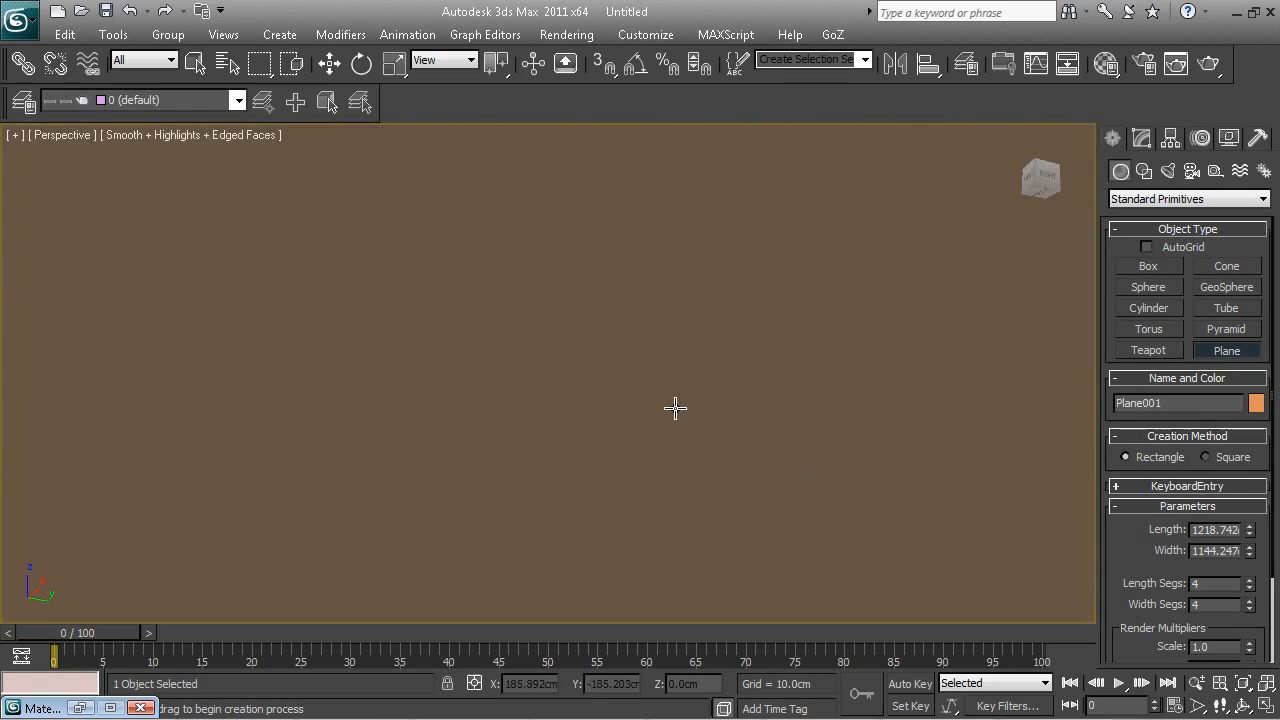 Autodesk 3ds Max 2011x64 Untitled
Type a keyword or phrase
Edit Tools Group Views Create Modifiers Animation Graph Editors Rendering Customize MAXScript Help GoZ
All
View
3
Create Selection Se
0 (default)
[ + ] [ Perspective ] [ Smooth + Highlights + Edged Faces ]
RIGHT
Standard Primitives
- Object Type
AutoGrid
Box Cone
Sphere GeoSphere
Cylinder Tube
Torus Pyramid
Teapot Plane
- Name and Color
Plane001
- Creation Method
Rectangle Square
+ KeyboardEntry
- Parameters
Length: 1218.742
Width: 1144.247
Length Segs: 4
Width Segs: 4
Render Multipliers
Scale: 1.0
z
x
y
< 0 / 100 >
0 5 10 15 20 25 30 35 40 45 50 55 60 65 70 75 80 85 90 95 100
1 Object Selected X: 185.892cm Y: -185.203cm Z: 0.0cm Grid = 10.0cm Auto Key Selected
Mate... drag to begin creation process Add Time Tag Set Key Key Filters... 0